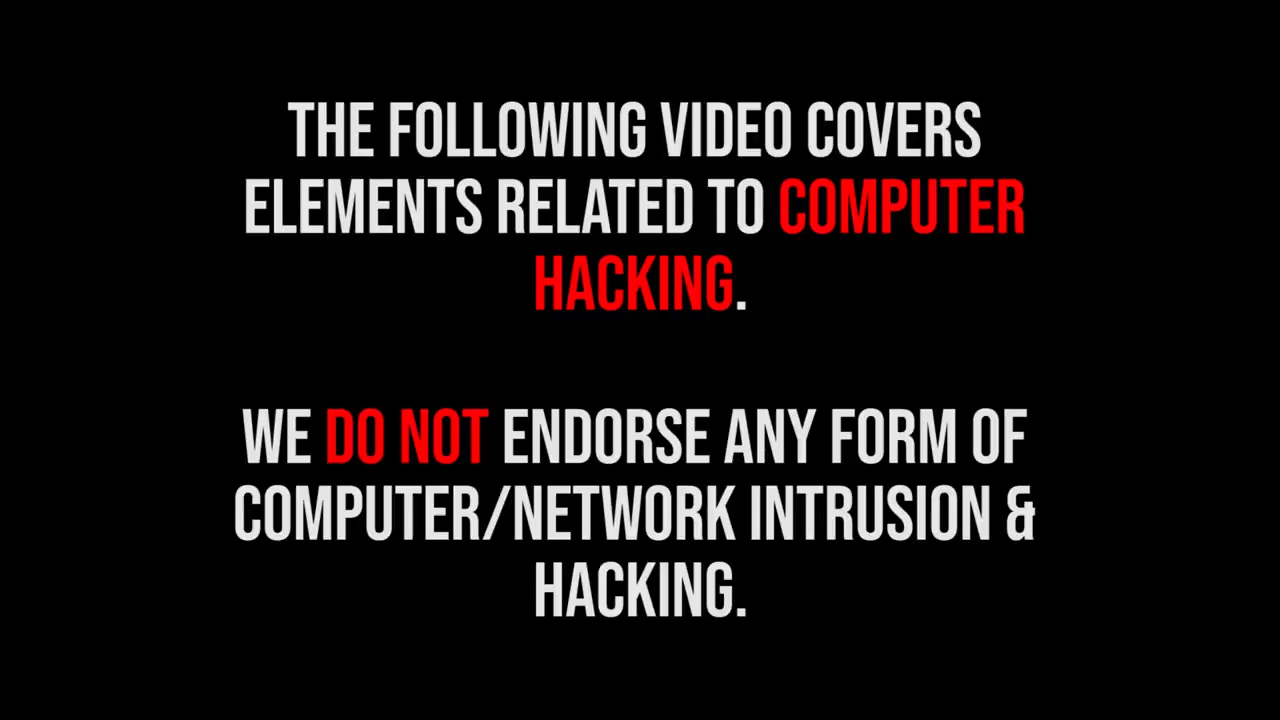 THE FOLLOWING VIDEO COVERS
ELEMENTS RELATED TO COMPUTER
HACKING.
WE DO NOT ENDORSE ANY FORM OF
COMPUTER/NETWORK INTRUSION &
HACKING.